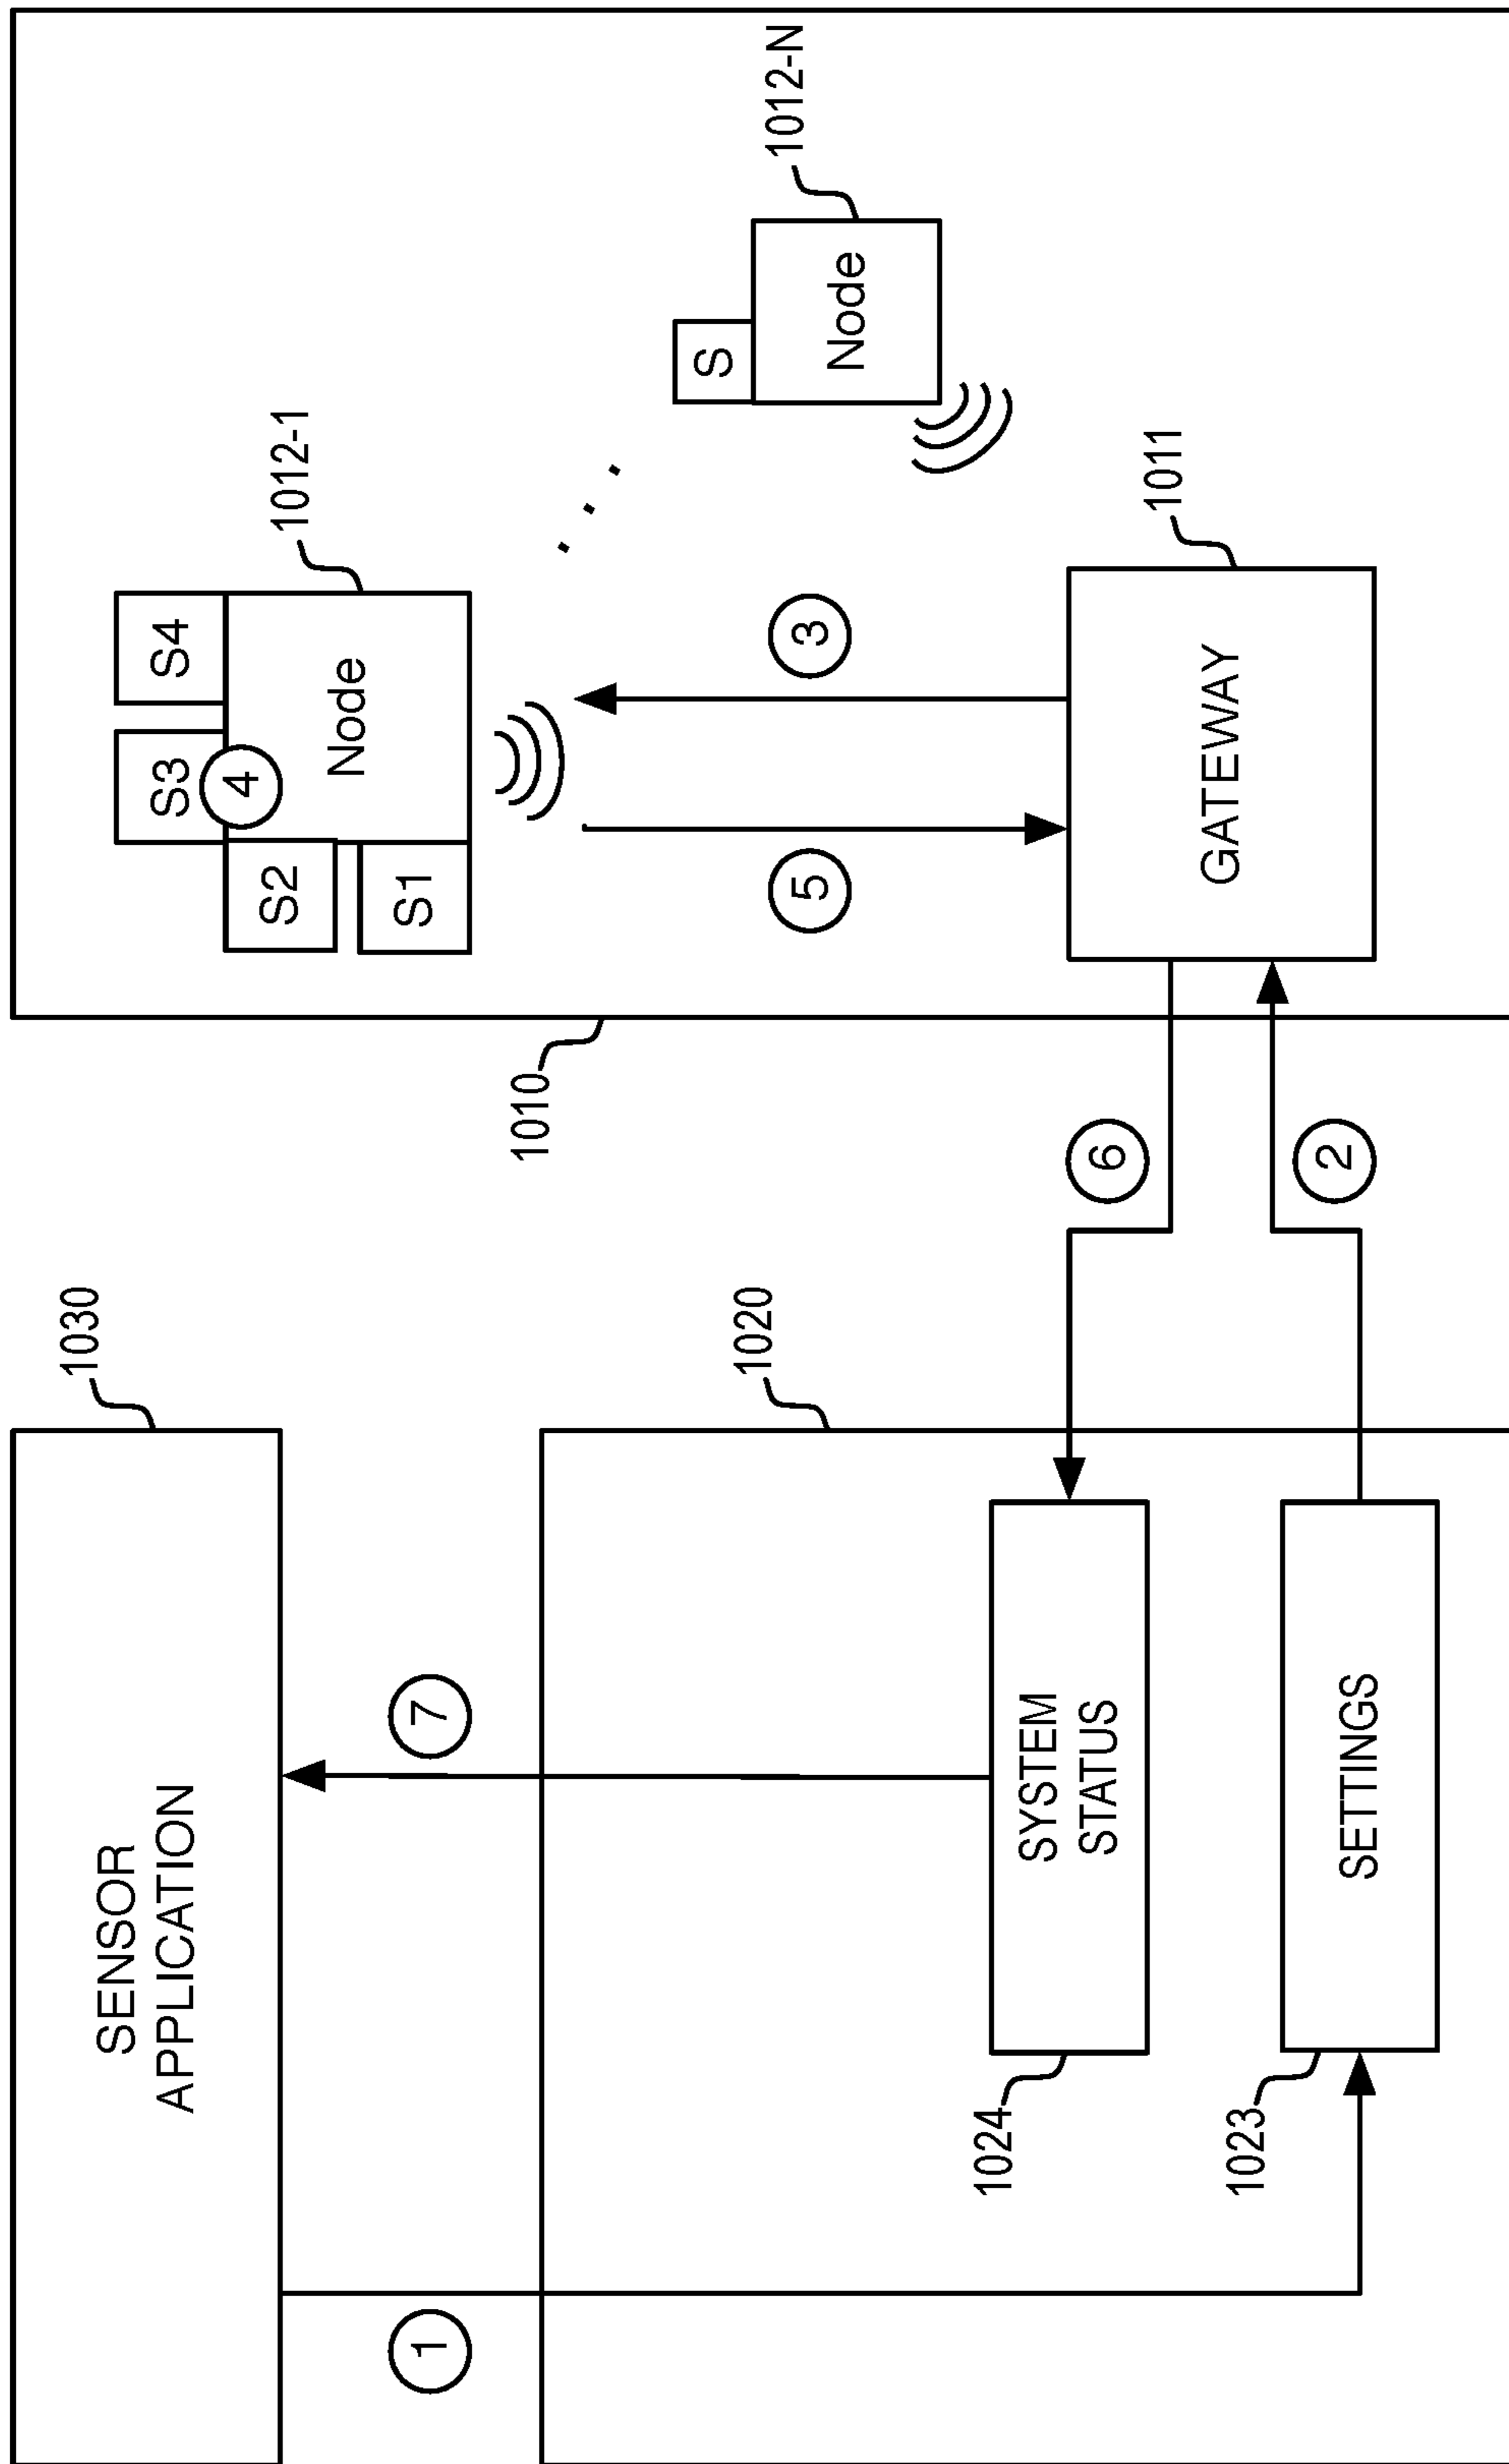 SENSOR
APPLICATION
1030
1
7
1020
SYSTEM
STATUS
1024
SETTINGS
1023
6
2
1010
S3
S4
S2
4
S1
Node
1012-1
S
Node
1012-N
5
3
GATEWAY
1011